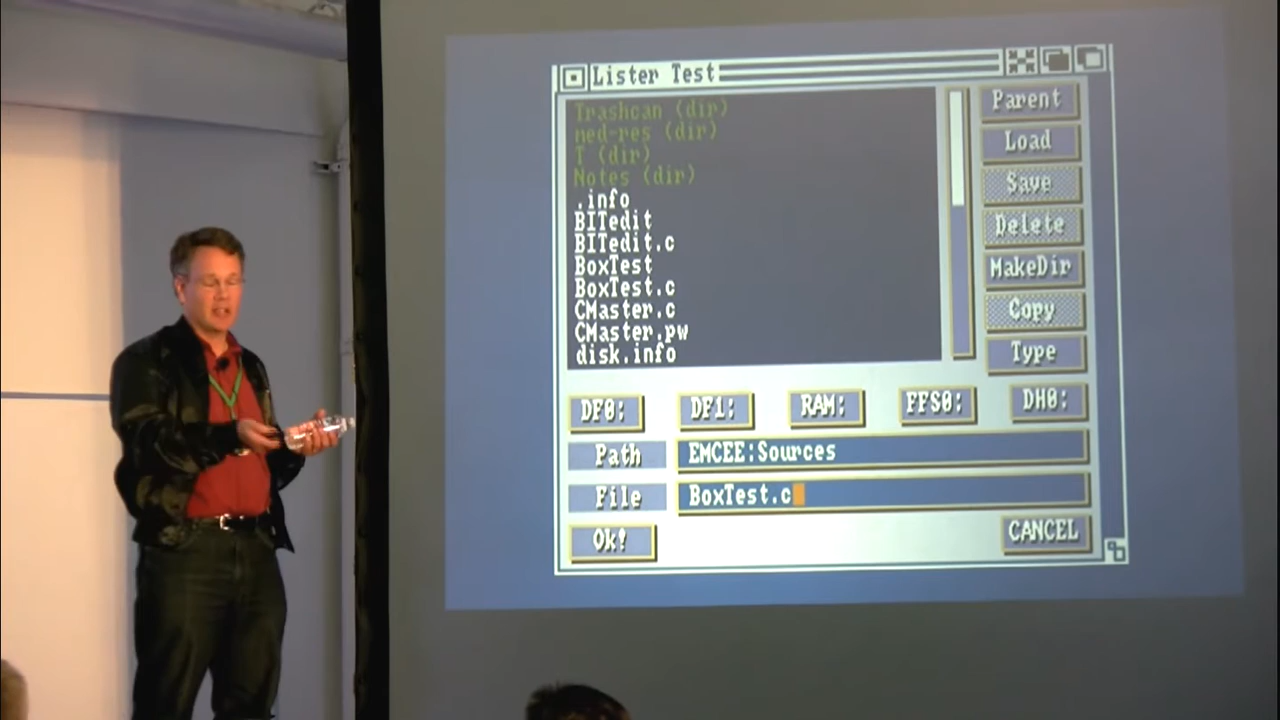 Lister Test
Trashcan (dir)
ned-res (dir)
T (dir)
Notes (dir)
.info
BITedit
BITedit.c
BoxTest
BoxTest.c
CMaster.c
CMaster.pw
disk.info
Parent
Load
Save
Delete
MakeDir
Copy
Type
DF0: DF1: RAM: FFS0: DH0:
Path EMCEE:Sources
File BoxTest.c
Ok! CANCEL